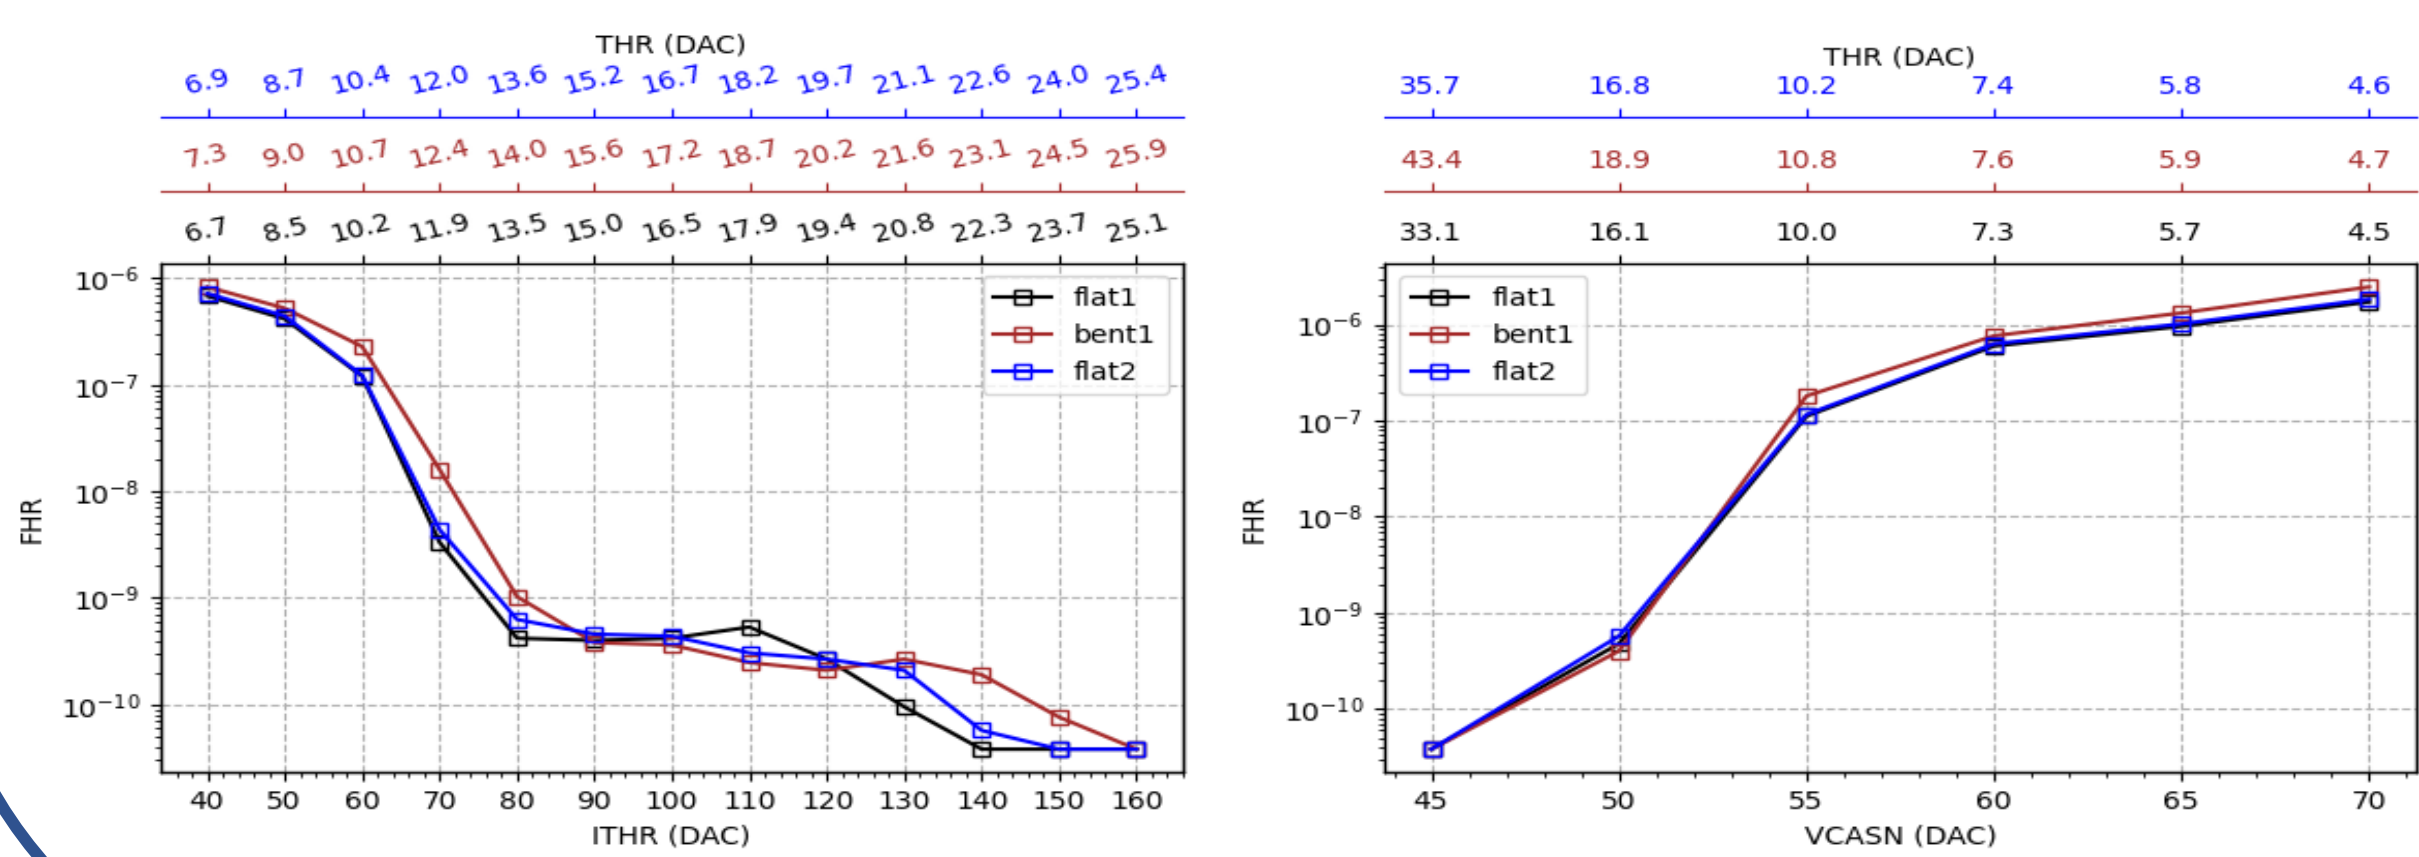 THR (DAC)
6.9 8.7 10.4 12.0 13.6 15.2 16.7 18.2 19.7 21.1 22.6 24.0 25.4
7.3 9.0 10.7 12.4 14.0 15.6 17.2 18.7 20.2 21.6 23.1 24.5 25.9
6.7 8.5 10.2 11.9 13.5 15.0 16.5 17.9 19.4 20.8 22.3 23.7 25.1
10⁻⁶
10⁻⁷
10⁻⁸
10⁻⁹
10⁻¹⁰
FHR
flat1
bent1
flat2
40 50 60 70 80 90 100 110 120 130 140 150 160
ITHR (DAC)
THR (DAC)
35.7 16.8 10.2 7.4 5.8 4.6
43.4 18.9 10.8 7.6 5.9 4.7
33.1 16.1 10.0 7.3 5.7 4.5
10⁻⁶
10⁻⁷
10⁻⁸
10⁻⁹
10⁻¹⁰
FHR
flat1
bent1
flat2
45 50 55 60 65 70
VCASN (DAC)